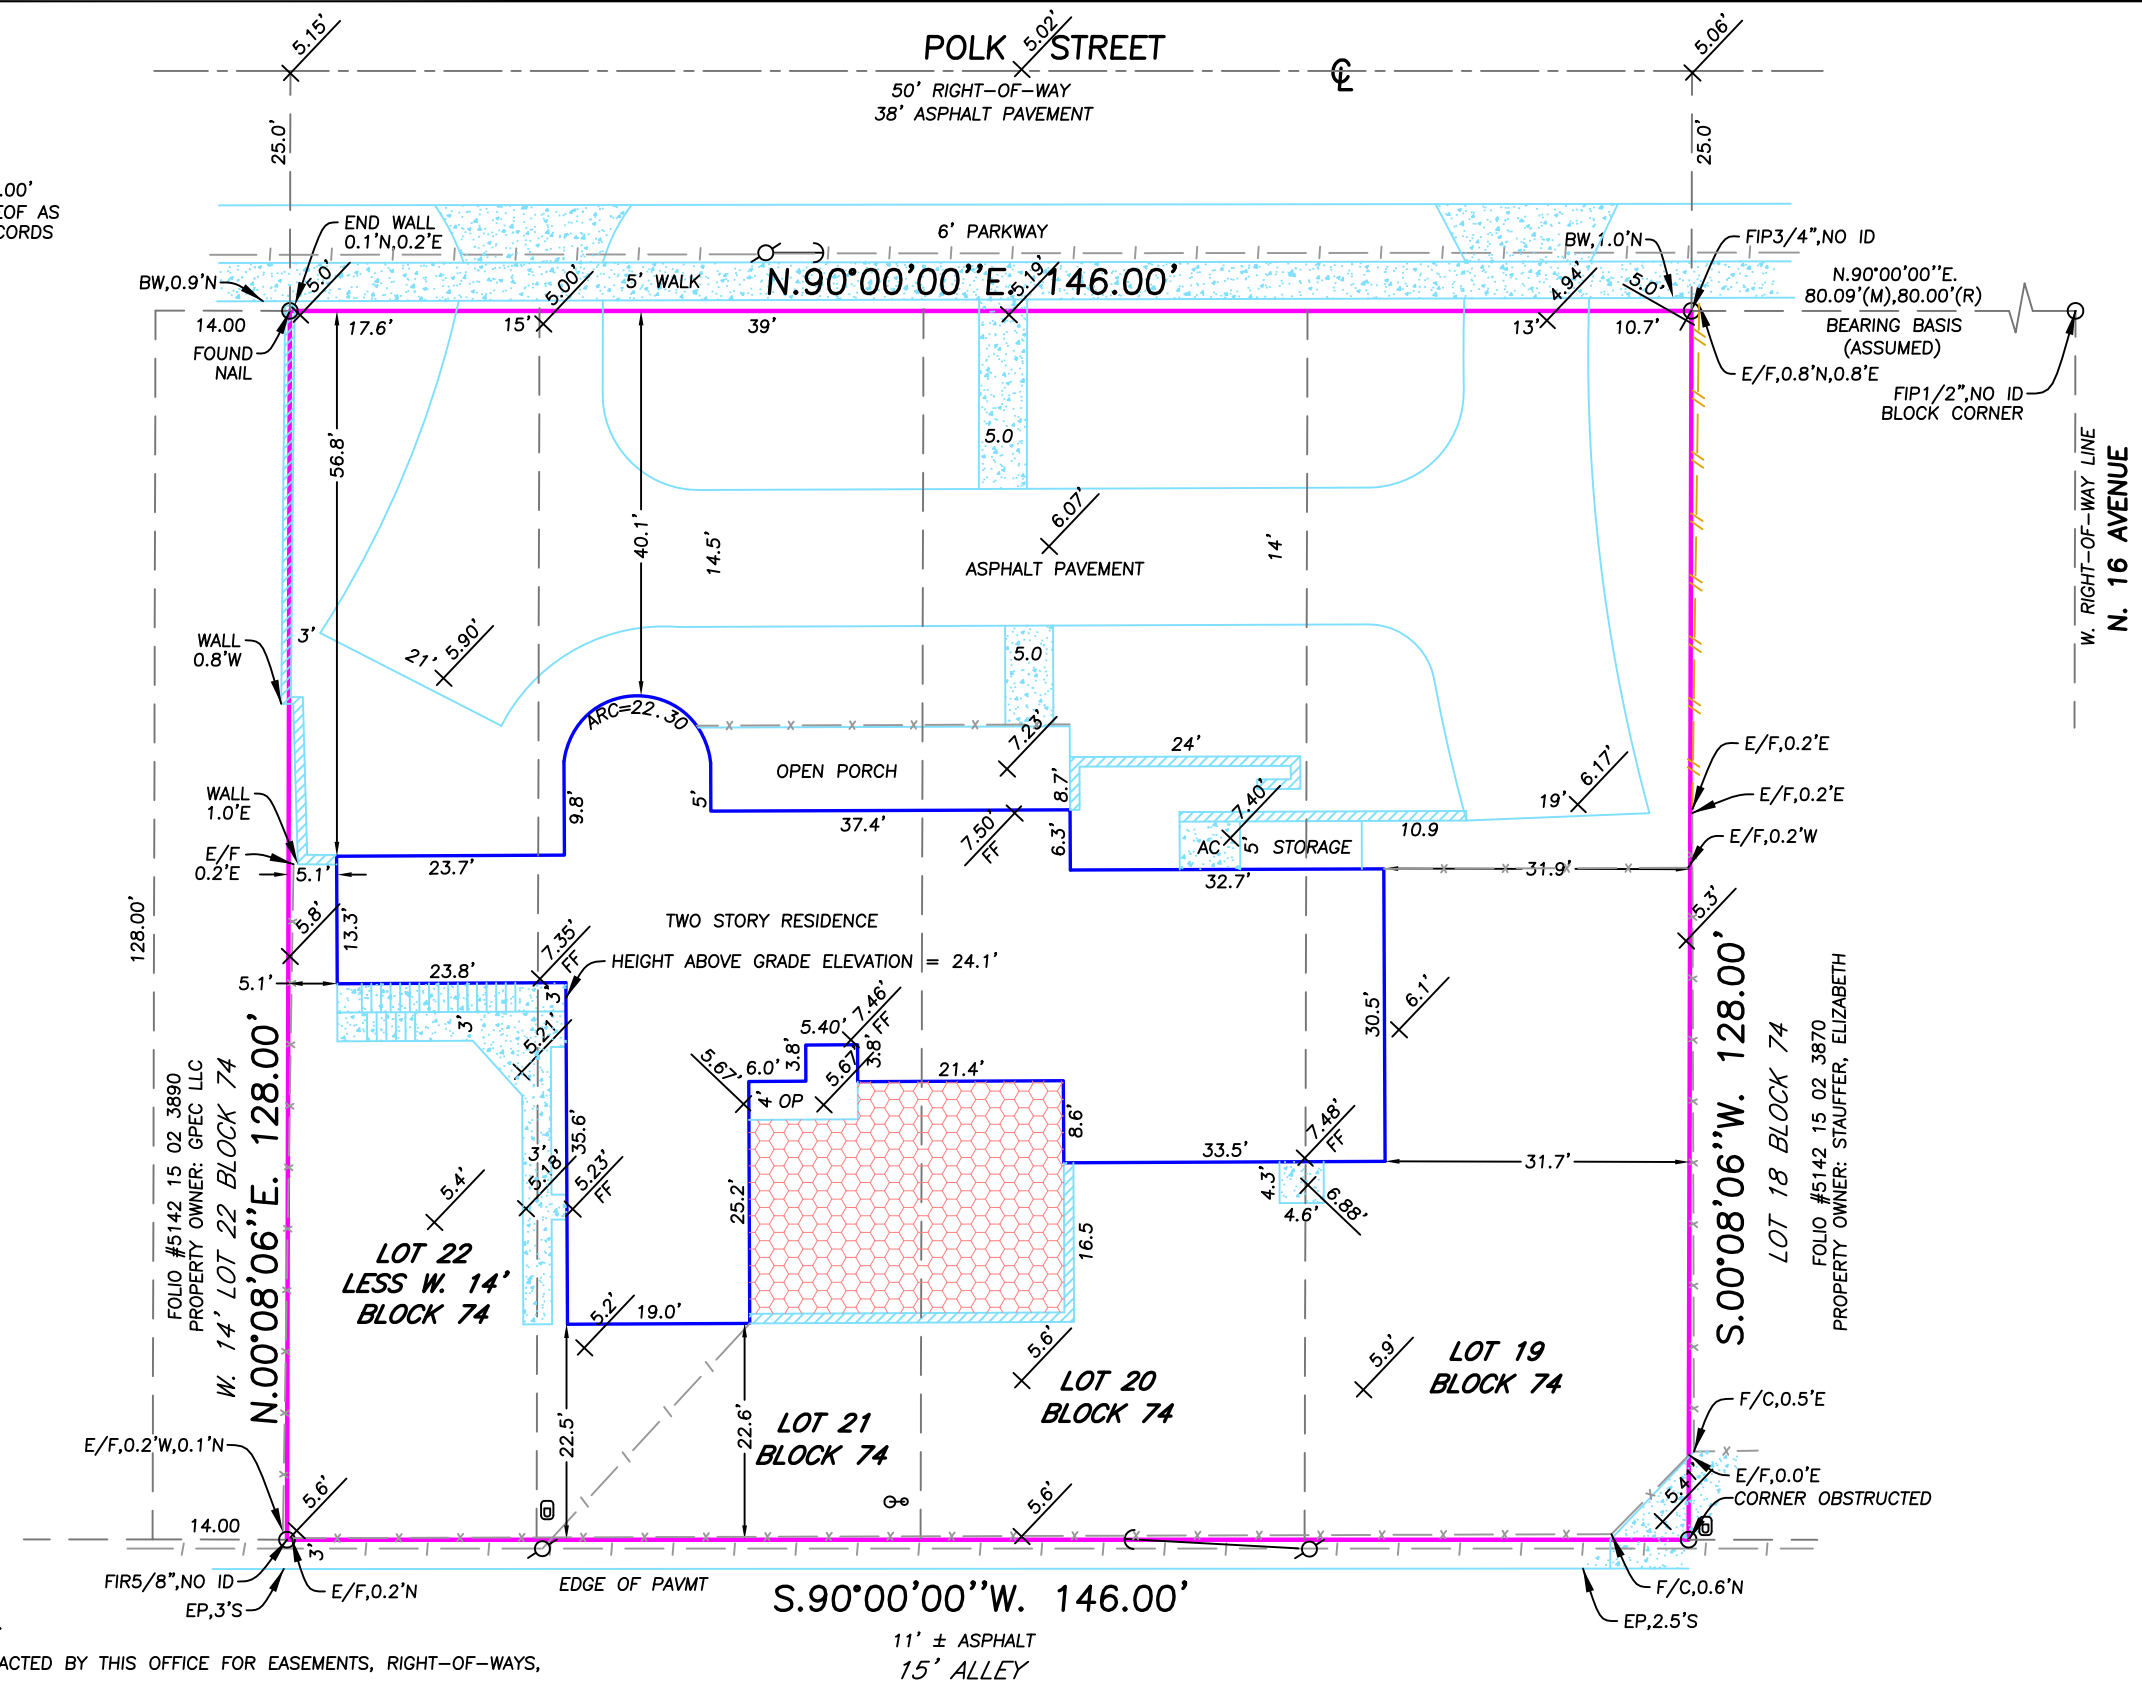 5.15'
POLK STREET
5.02'
5.06'
℄
50' RIGHT-OF-WAY
38' ASPHALT PAVEMENT
25.0'
25.0'
.00'
EOF AS
CORDS
END WALL
0.1'N,0.2'E
6' PARKWAY
BW,1.0'N
FIP3/4",NO ID
BW,0.9'N
5.0'
5.00'
5' WALK
N.90°00'00"E. 146.00'
5.19'
4.94'
5.0'
N.90°00'00"E.
80.09'(M),80.00'(R)
BEARING BASIS
(ASSUMED)
14.00
17.6'
15'
39'
13'
10.7'
FOUND
NAIL
E/F,0.8'N,0.8'E
FIP1/2",NO ID
BLOCK CORNER
W. RIGHT-OF-WAY LINE
N. 16 AVENUE
56.8'
5.0
40.1'
14.5'
6.07'
14'
ASPHALT PAVEMENT
WALL
0.8'W
3'
21'
5.90'
5.0
ARC=22.30
7.23'
OPEN PORCH
24'
8.7'
E/F,0.2'E
6.17'
19'
E/F,0.2'E
WALL
1.0'E
9.8'
5'
37.4'
7.50'
FF
6.3'
7.40'
10.9
AC
5'
STORAGE
E/F,0.2'W
E/F
0.2'E
5.1'
23.7'
32.7'
31.9'
128.00'
5.8'
13.3'
TWO STORY RESIDENCE
7.35'
FF
HEIGHT ABOVE GRADE ELEVATION = 24.1'
5.3'
5.1'
23.8'
3'
3'
5.21'
7.46'
FF
5.40'
3.8'
3.8'
30.5'
6.1'
5.67'
6.0'
5.67'
21.4'
4' OP
S.00°08'06"W. 128.00'
LOT 18 BLOCK 74
FOLIO #5142 15 02 3870
PROPERTY OWNER: STAUFFER, ELIZABETH
FOLIO #5142 15 02 3890
PROPERTY OWNER: GPEC LLC
W. 14' LOT 22 BLOCK 74
N.00°08'06"E. 128.00'
35.6'
3'
5.18'
5.23'
FF
8.6'
7.48'
FF
33.5'
31.7'
4.3'
4.6'
6.88'
5.4'
25.2'
16.5
LOT 22
LESS W. 14'
BLOCK 74
5.2'
19.0'
5.6'
5.9'
LOT 19
BLOCK 74
LOT 20
BLOCK 74
LOT 21
BLOCK 74
22.5'
22.6'
F/C,0.5'E
E/F,0.2'W,0.1'N
5.6'
5.6'
5.41'
E/F,0.0'E
CORNER OBSTRUCTED
14.00
3'
FIR5/8",NO ID
EP,3'S
E/F,0.2'N
EDGE OF PAVMT
S.90°00'00"W. 146.00'
F/C,0.6'N
EP,2.5'S
11' ± ASPHALT
15' ALLEY
ACTED BY THIS OFFICE FOR EASEMENTS, RIGHT-OF-WAYS,